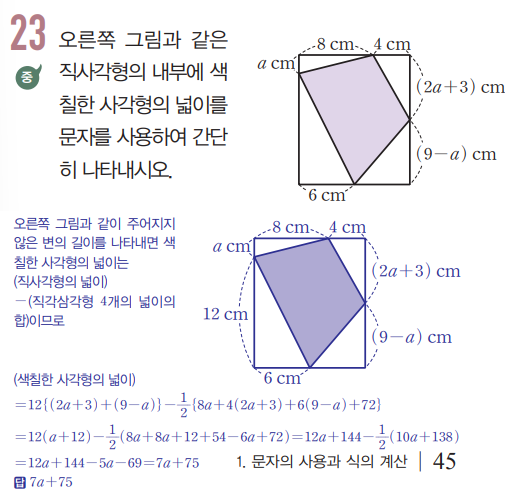 23
중
오른쪽 그림과 같은
직사각형의 내부에 색
칠한 사각형의 넓이를
문자를 사용하여 간단
히 나타내시오.
8 cm
4 cm
a cm
(2a+3) cm
(9-a) cm
6 cm
오른쪽 그림과 같이 주어지지
않은 변의 길이를 나타내면 색
칠한 사각형의 넓이는
(직사각형의 넓이)
-(직각삼각형 4개의 넓이의
합)이므로
8 cm
4 cm
a cm
(2a+3) cm
12 cm
(9-a) cm
6 cm
(색칠한 사각형의 넓이)
=12{(2a+3)+(9-a)}-1/2{8a+4(2a+3)+6(9-a)+72}
=12(a+12)-1/2(8a+8a+12+54-6a+72)=12a+144-1/2(10a+138)
=12a+144-5a-69=7a+75
1. 문자의 사용과 식의 계산 | 45
답 7a+75